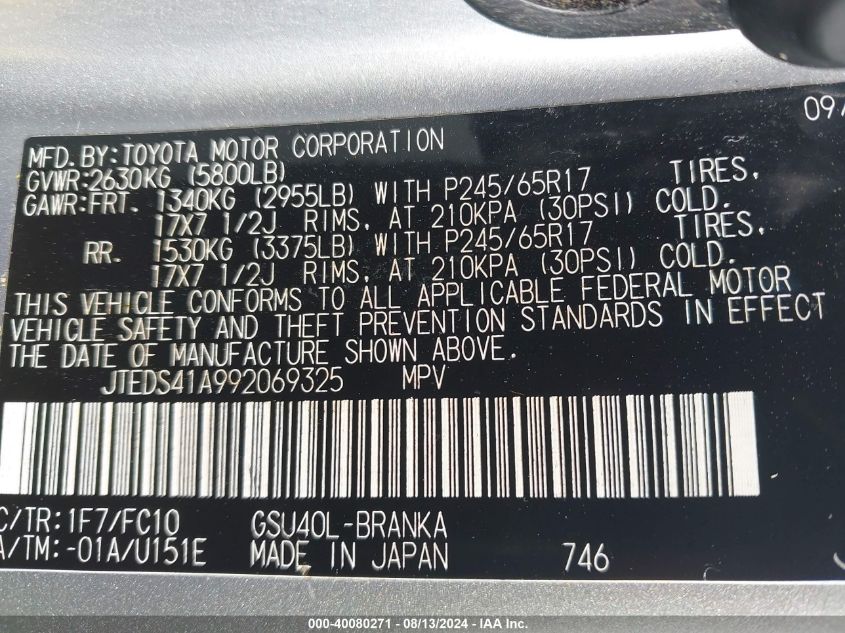 09/
MFD.BY:TOYOTA MOTOR CORPORATION
GVWR:2630KG (5800LB)
GAWR:FRT. 1340KG (2955LB) WITH P245/65R17 TIRES,
17X7 1/2J RIMS, AT 210KPA (30PSI) COLD.
RR. 1530KG (3375LB) WITH P245/65R17 TIRES,
17X7 1/2J RIMS, AT 210KPA (30PSI) COLD.
THIS VEHICLE CONFORMS TO ALL APPLICABLE FEDERAL MOTOR
VEHICLE SAFETY AND THEFT PREVENTION STANDARDS IN EFFECT
THE DATE OF MANUFACTURE SHOWN ABOVE.
JTEDS41A992069325 MPV
C/TR:1F7/FC10 GSU40L-BRANKA
A/TM:-01A/U151E MADE IN JAPAN 746
000-40080271 - 08/13/2024 - IAA Inc.